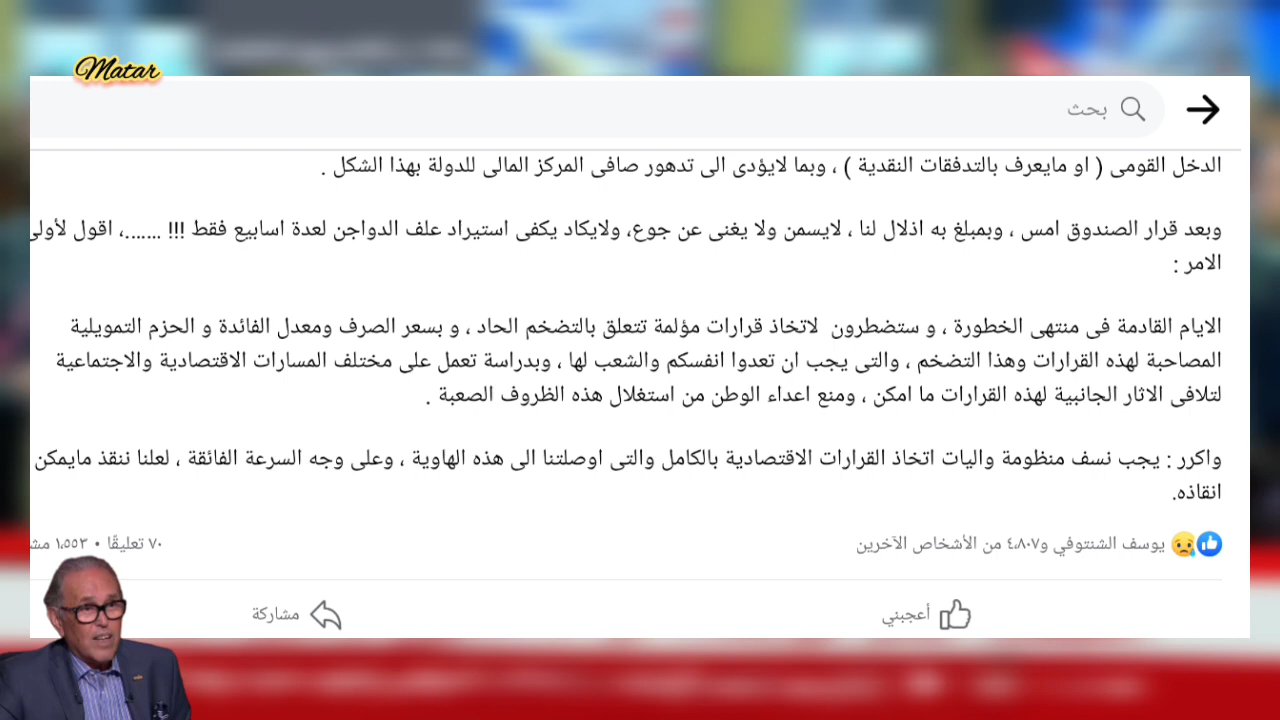 Matar
بحث
الدخل القومى ( او مايعرف بالتدفقات النقدية ) ، وبما لايؤدى الى تدهور صافى المركز المالى للدولة بهذا الشكل .
وبعد قرار الصندوق امس ، وبمبلغ به اذلال لنا ، لايسمن ولا يغنى عن جوع، ولايكاد يكفى استيراد علف الدواجن لعدة اسابيع فقط !!! .......، اقول لأولى
الامر :
الايام القادمة فى منتهى الخطورة ، و ستضطرون لاتخاذ قرارات مؤلمة تتعلق بالتضخم الحاد ، و بسعر الصرف ومعدل الفائدة و الحزم التمويلية
المصاحبة لهذه القرارات وهذا التضخم ، والتى يجب ان تعدوا انفسكم والشعب لها ، وبدراسة تعمل على مختلف المسارات الاقتصادية والاجتماعية
لتلافى الاثار الجانبية لهذه القرارات ما امكن ، ومنع اعداء الوطن من استغلال هذه الظروف الصعبة .
واكرر : يجب نسف منظومة واليات اتخاذ القرارات الاقتصادية بالكامل والتى اوصلتنا الى هذه الهاوية ، وعلى وجه السرعة الفائقة ، لعلنا ننقذ مايمكن
انقاذه.
يوسف الشنتوفي و٤٬٨٠٧ من الأشخاص الآخرين
٧٠ تعليقًا • ١٬٥٥٣ مش
أعجبني
مشاركة